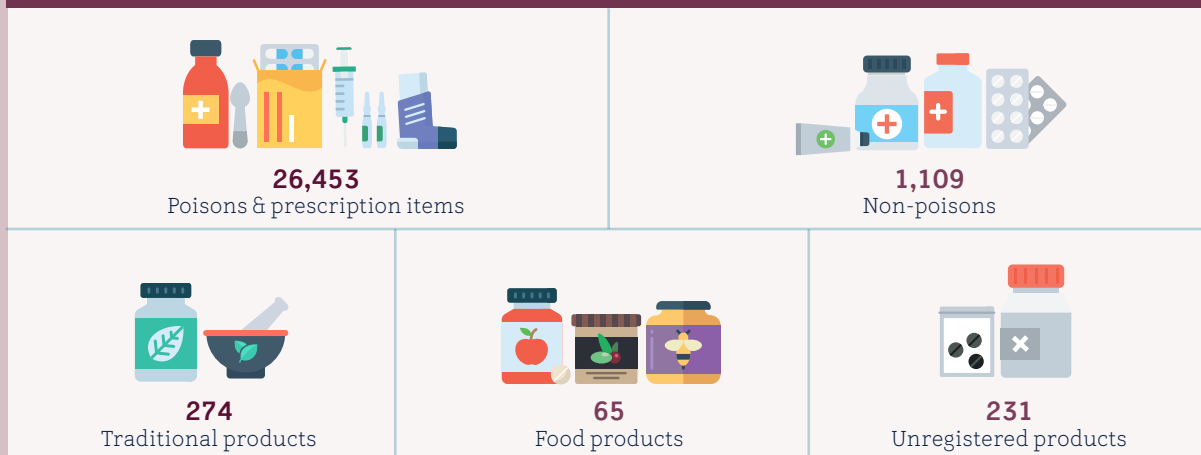 26,453
Poisons & prescription items
1,109
Non-poisons
274
Traditional products
65
Food products
231
Unregistered products